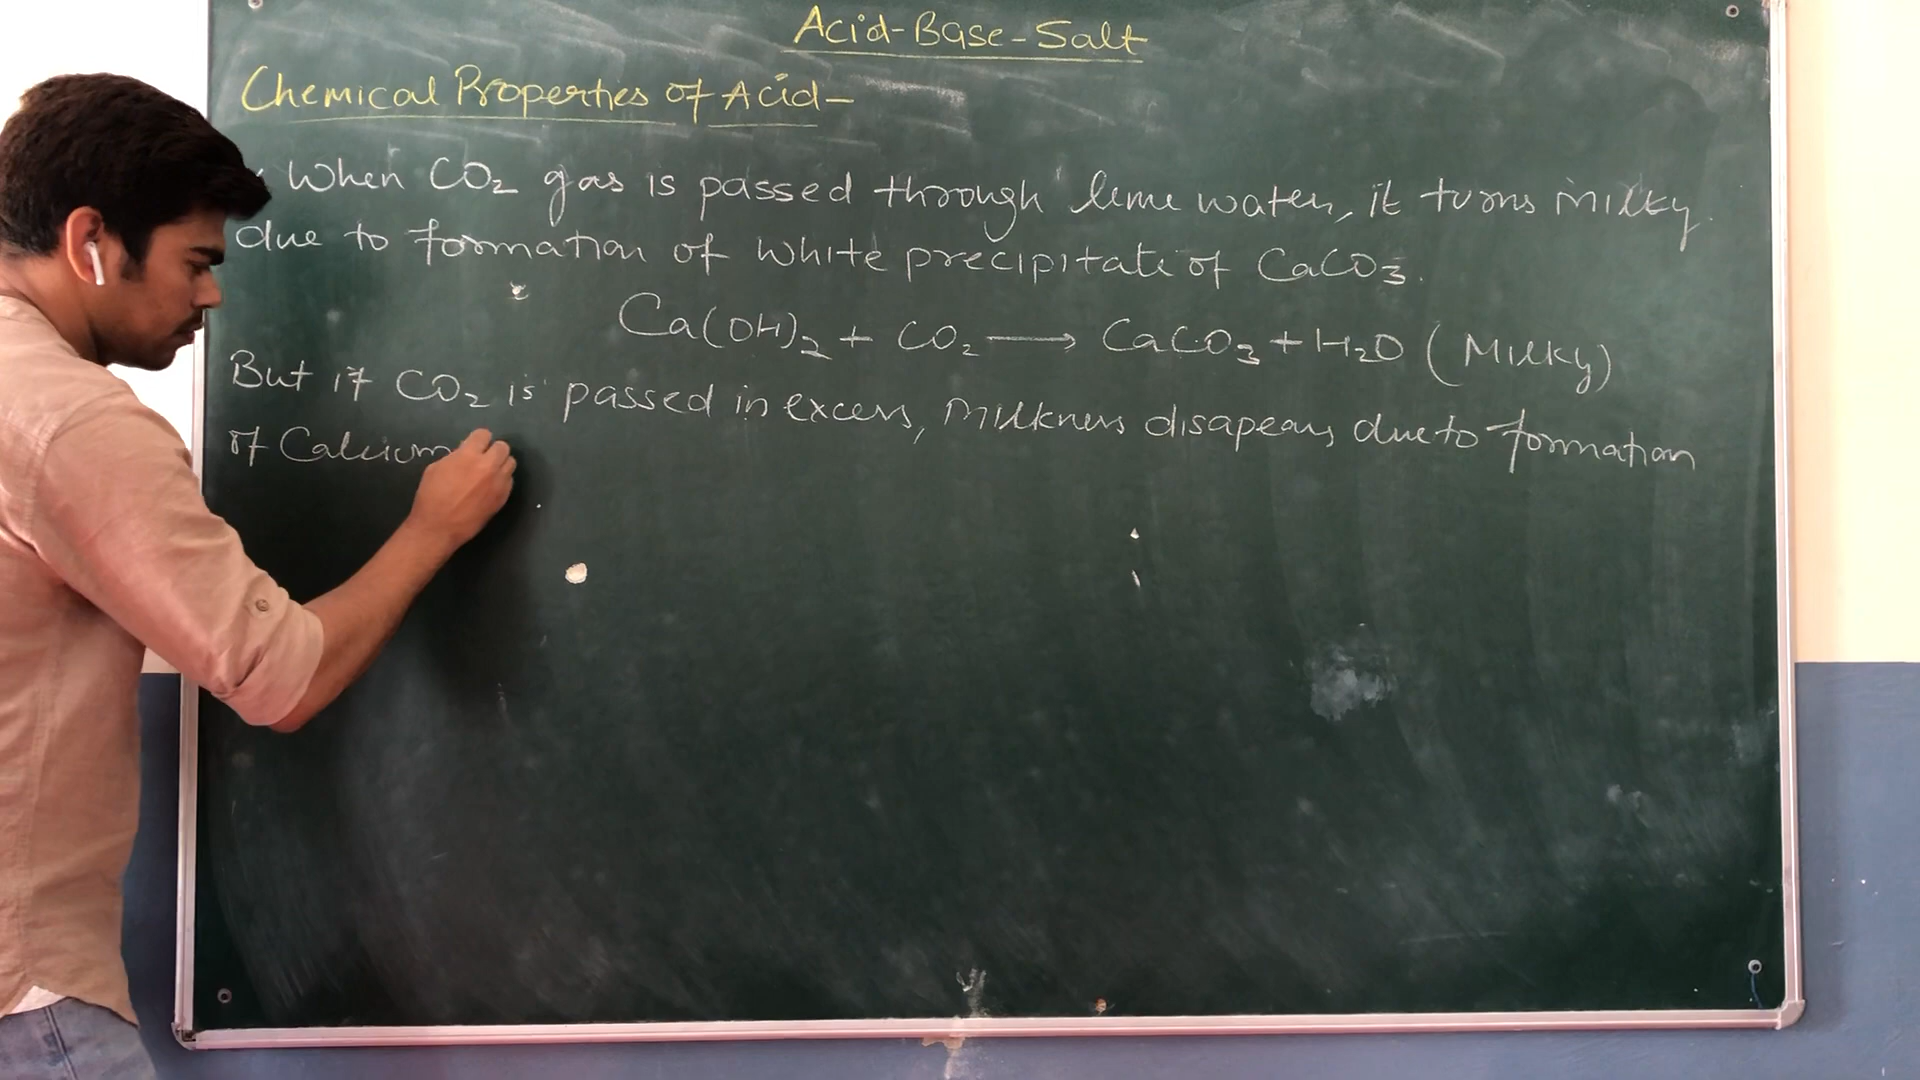 Acid-Base-Salt
Chemical Properties of Acid-
When CO₂ gas is passed through lime water, it turns milky.
due to formation of white precipitate of CaCO₃.
Ca(OH)₂ + CO₂ ⟶ CaCO₃ + H₂O (Milky)
But if CO₂ is passed in excess, milkness disapears due to formation
of Calcium